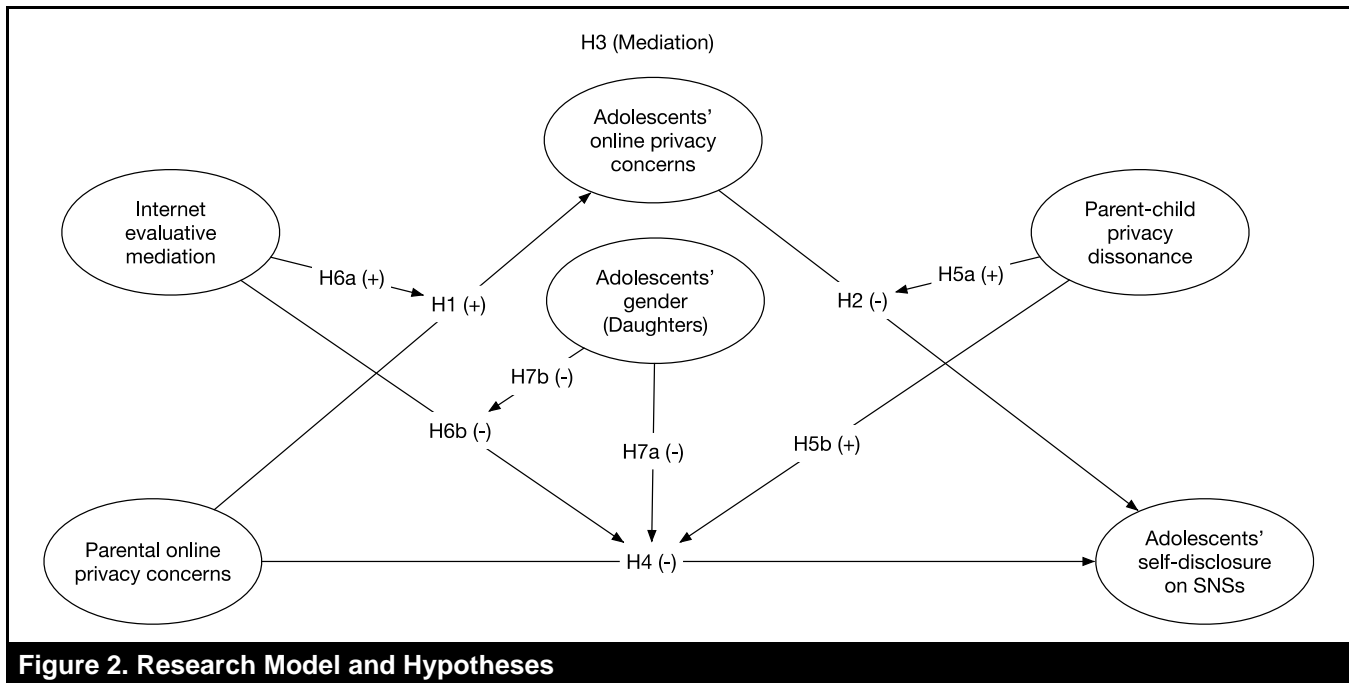 H3 (Mediation)
Adolescents’
online privacy
concerns
Internet
evaluative
mediation
Parent-child
privacy
dissonance
H6a (+)
H1 (+)
Adolescents’
gender
(Daughters)
H5a (+)
H2 (-)
H7b (-)
H6b (-)
H7a (-)
H5b (+)
Parental online
privacy concerns
H4 (-)
Adolescents’
self-disclosure
on SNSs
Figure 2. Research Model and Hypotheses